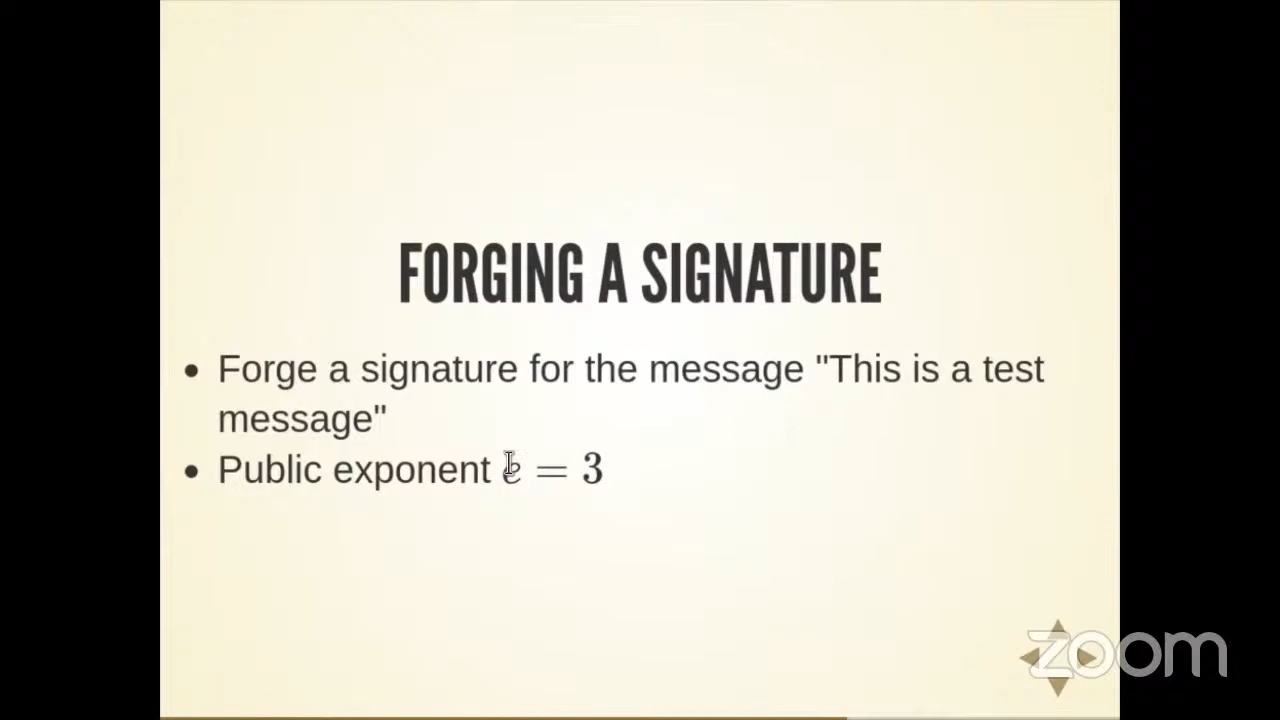 FORGING A SIGNATURE
Forge a signature for the message "This is a test
message"
Public exponent e = 3
zoom